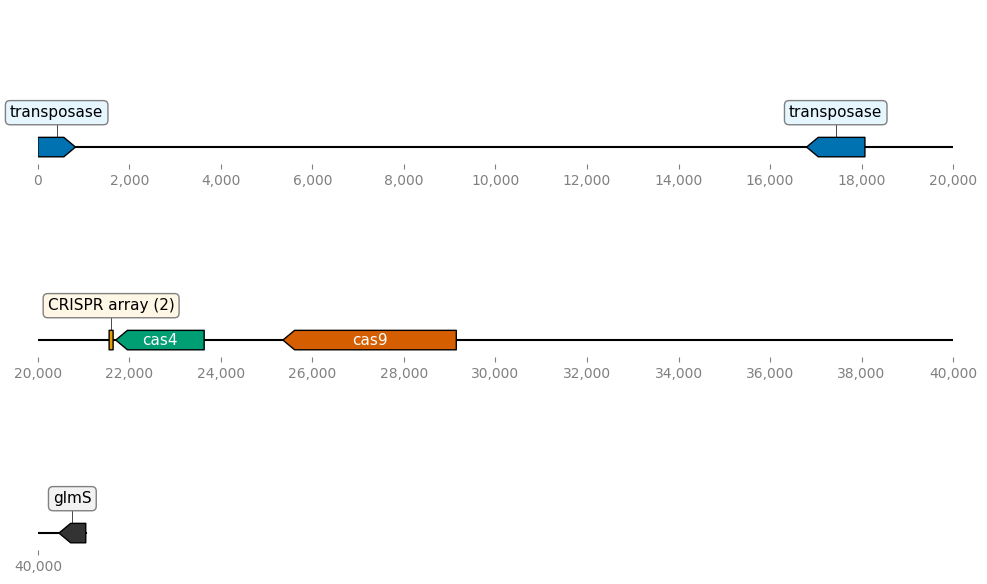 transposase transposase
0 2,000 4,000 6,000 8,000 10,000 12,000 14,000 16,000 18,000 20,000
CRISPR array (2)
cas4 cas9
20,000 22,000 24,000 26,000 28,000 30,000 32,000 34,000 36,000 38,000 40,000
glmS
40,000